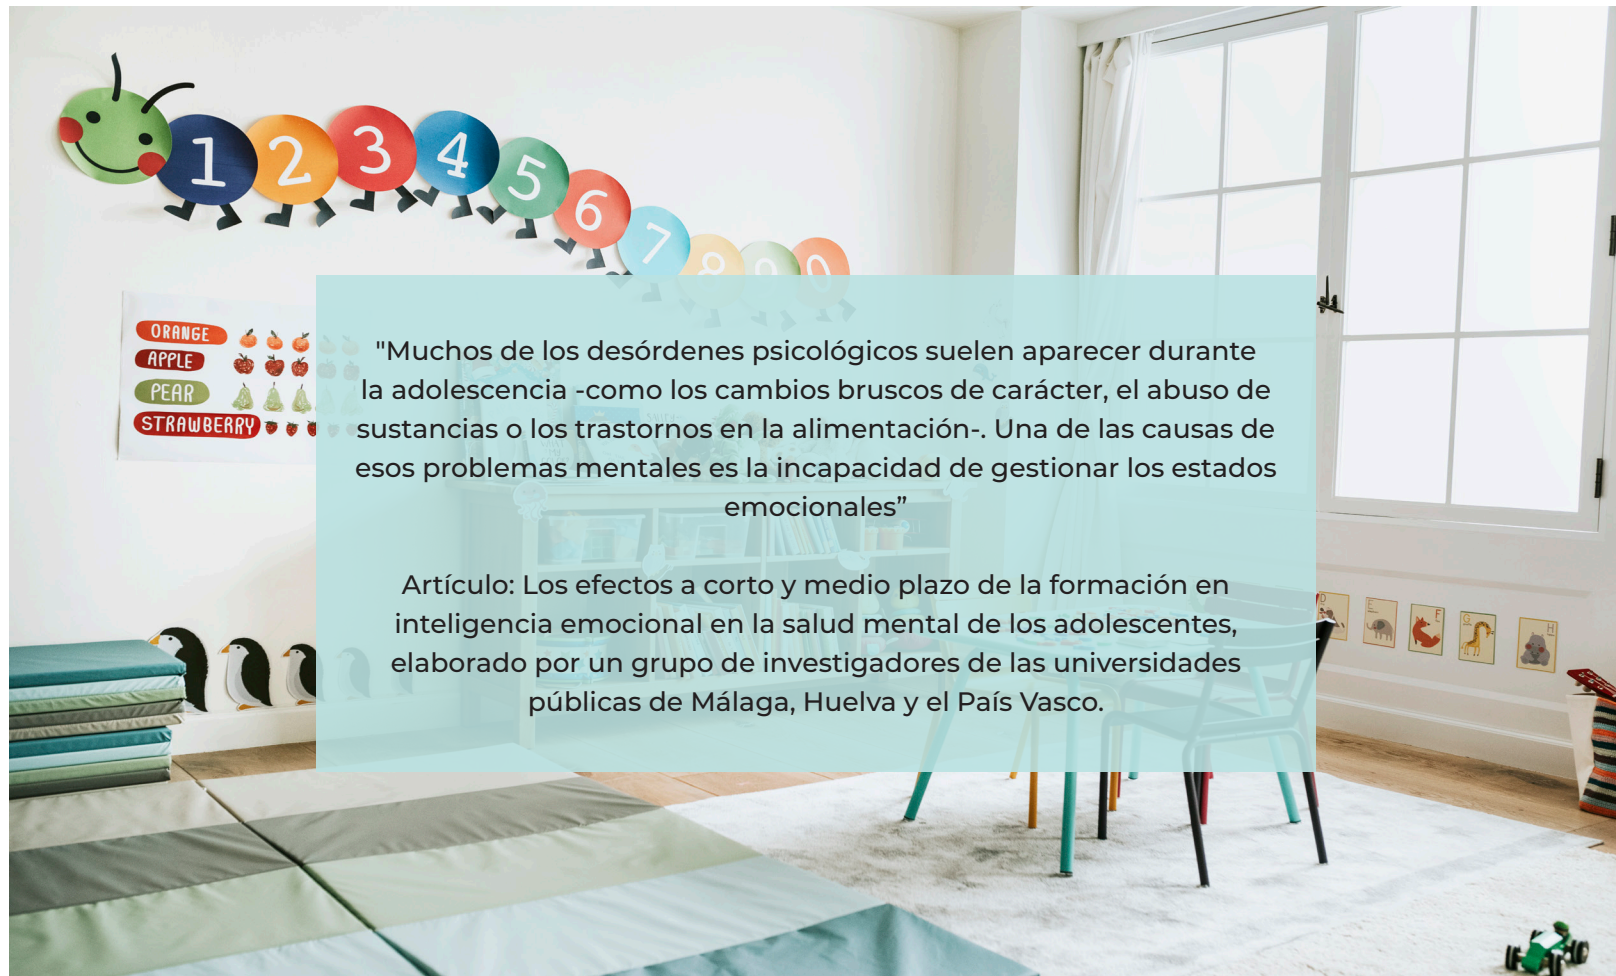 1 2 3 4 5 6 7 8 9 0
ORANGE
APPLE
PEAR
STRAWBERRY
"Muchos de los desórdenes psicológicos suelen aparecer durante
la adolescencia -como los cambios bruscos de carácter, el abuso de
sustancias o los trastornos en la alimentación-. Una de las causas de
esos problemas mentales es la incapacidad de gestionar los estados
emocionales”
Artículo: Los efectos a corto y medio plazo de la formación en
inteligencia emocional en la salud mental de los adolescentes,
elaborado por un grupo de investigadores de las universidades
públicas de Málaga, Huelva y el País Vasco.
D E F G H